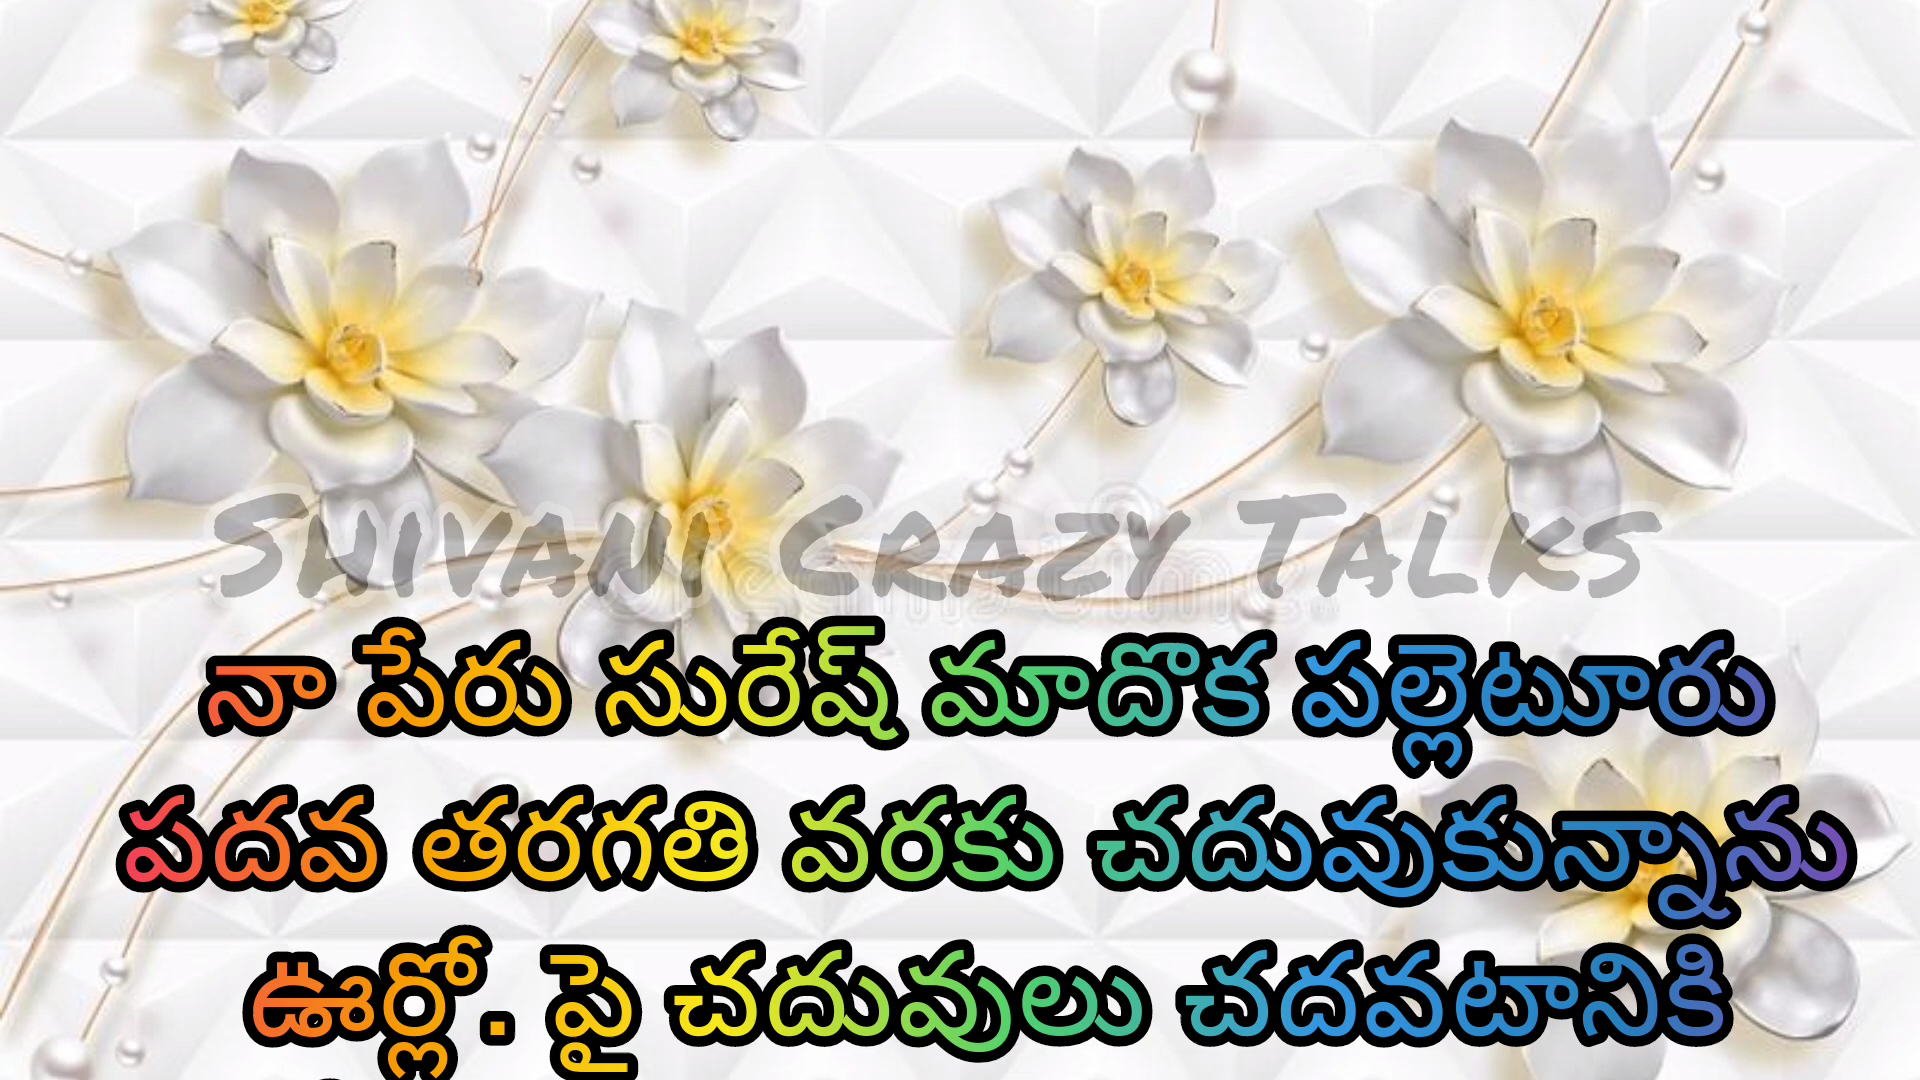 Shivani Crazy Talks
నా పేరు సురేష్ మాదొక పల్లెటూరు
పదవ తరగతి వరకు చదువుకున్నాను
ఊర్లో. పై చదువులు చదవటానికి